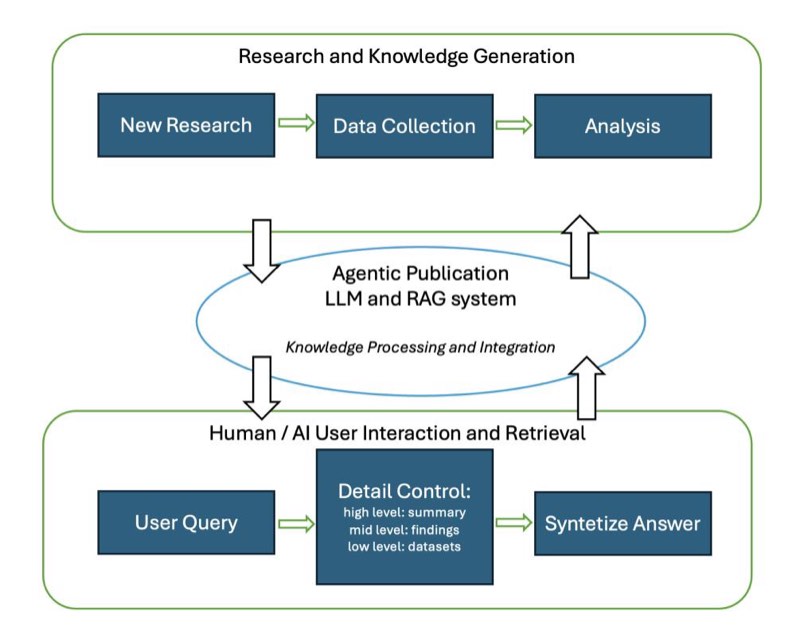 Research and Knowledge Generation
New Research
Data Collection
Analysis
Agentic Publication
LLM and RAG system
Knowledge Processing and Integration
Human / AI User Interaction and Retrieval
User Query
Detail Control:
high level: summary
mid level: findings
low level: datasets
Syntetize Answer